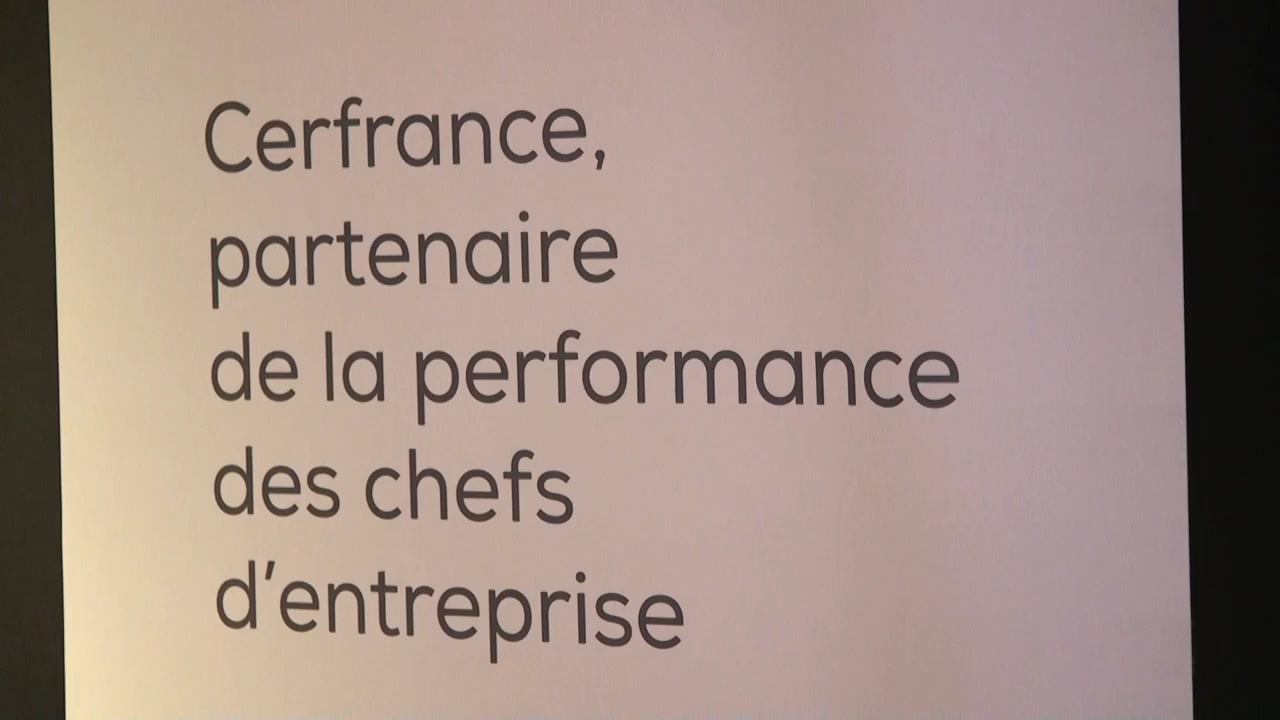 Cerfrance,
partenaire
de la performance
des chefs
d’entreprise